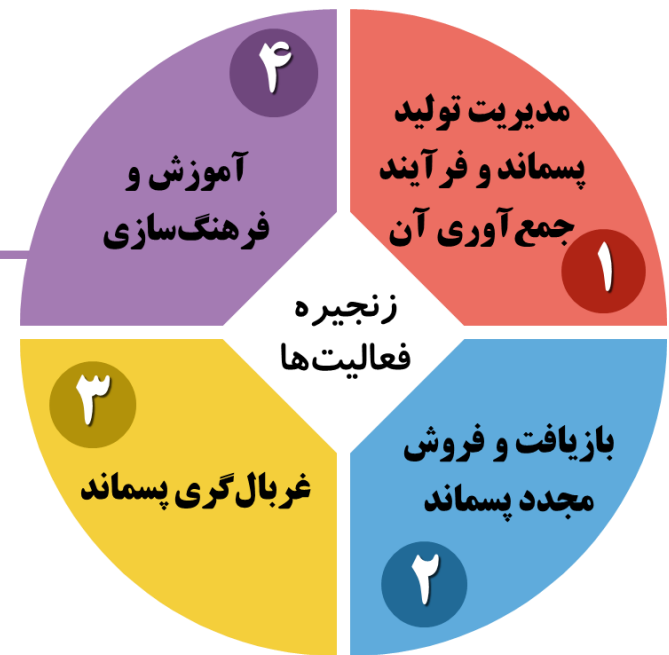 زنجیره
فعالیت‌ها
مدیریت تولید
پسماند و فرآیند
جمع‌آوری آن
۱
بازیافت و فروش
مجدد پسماند
۲
۳
غربال‌گری پسماند
۴
آموزش و
فرهنگ‌سازی